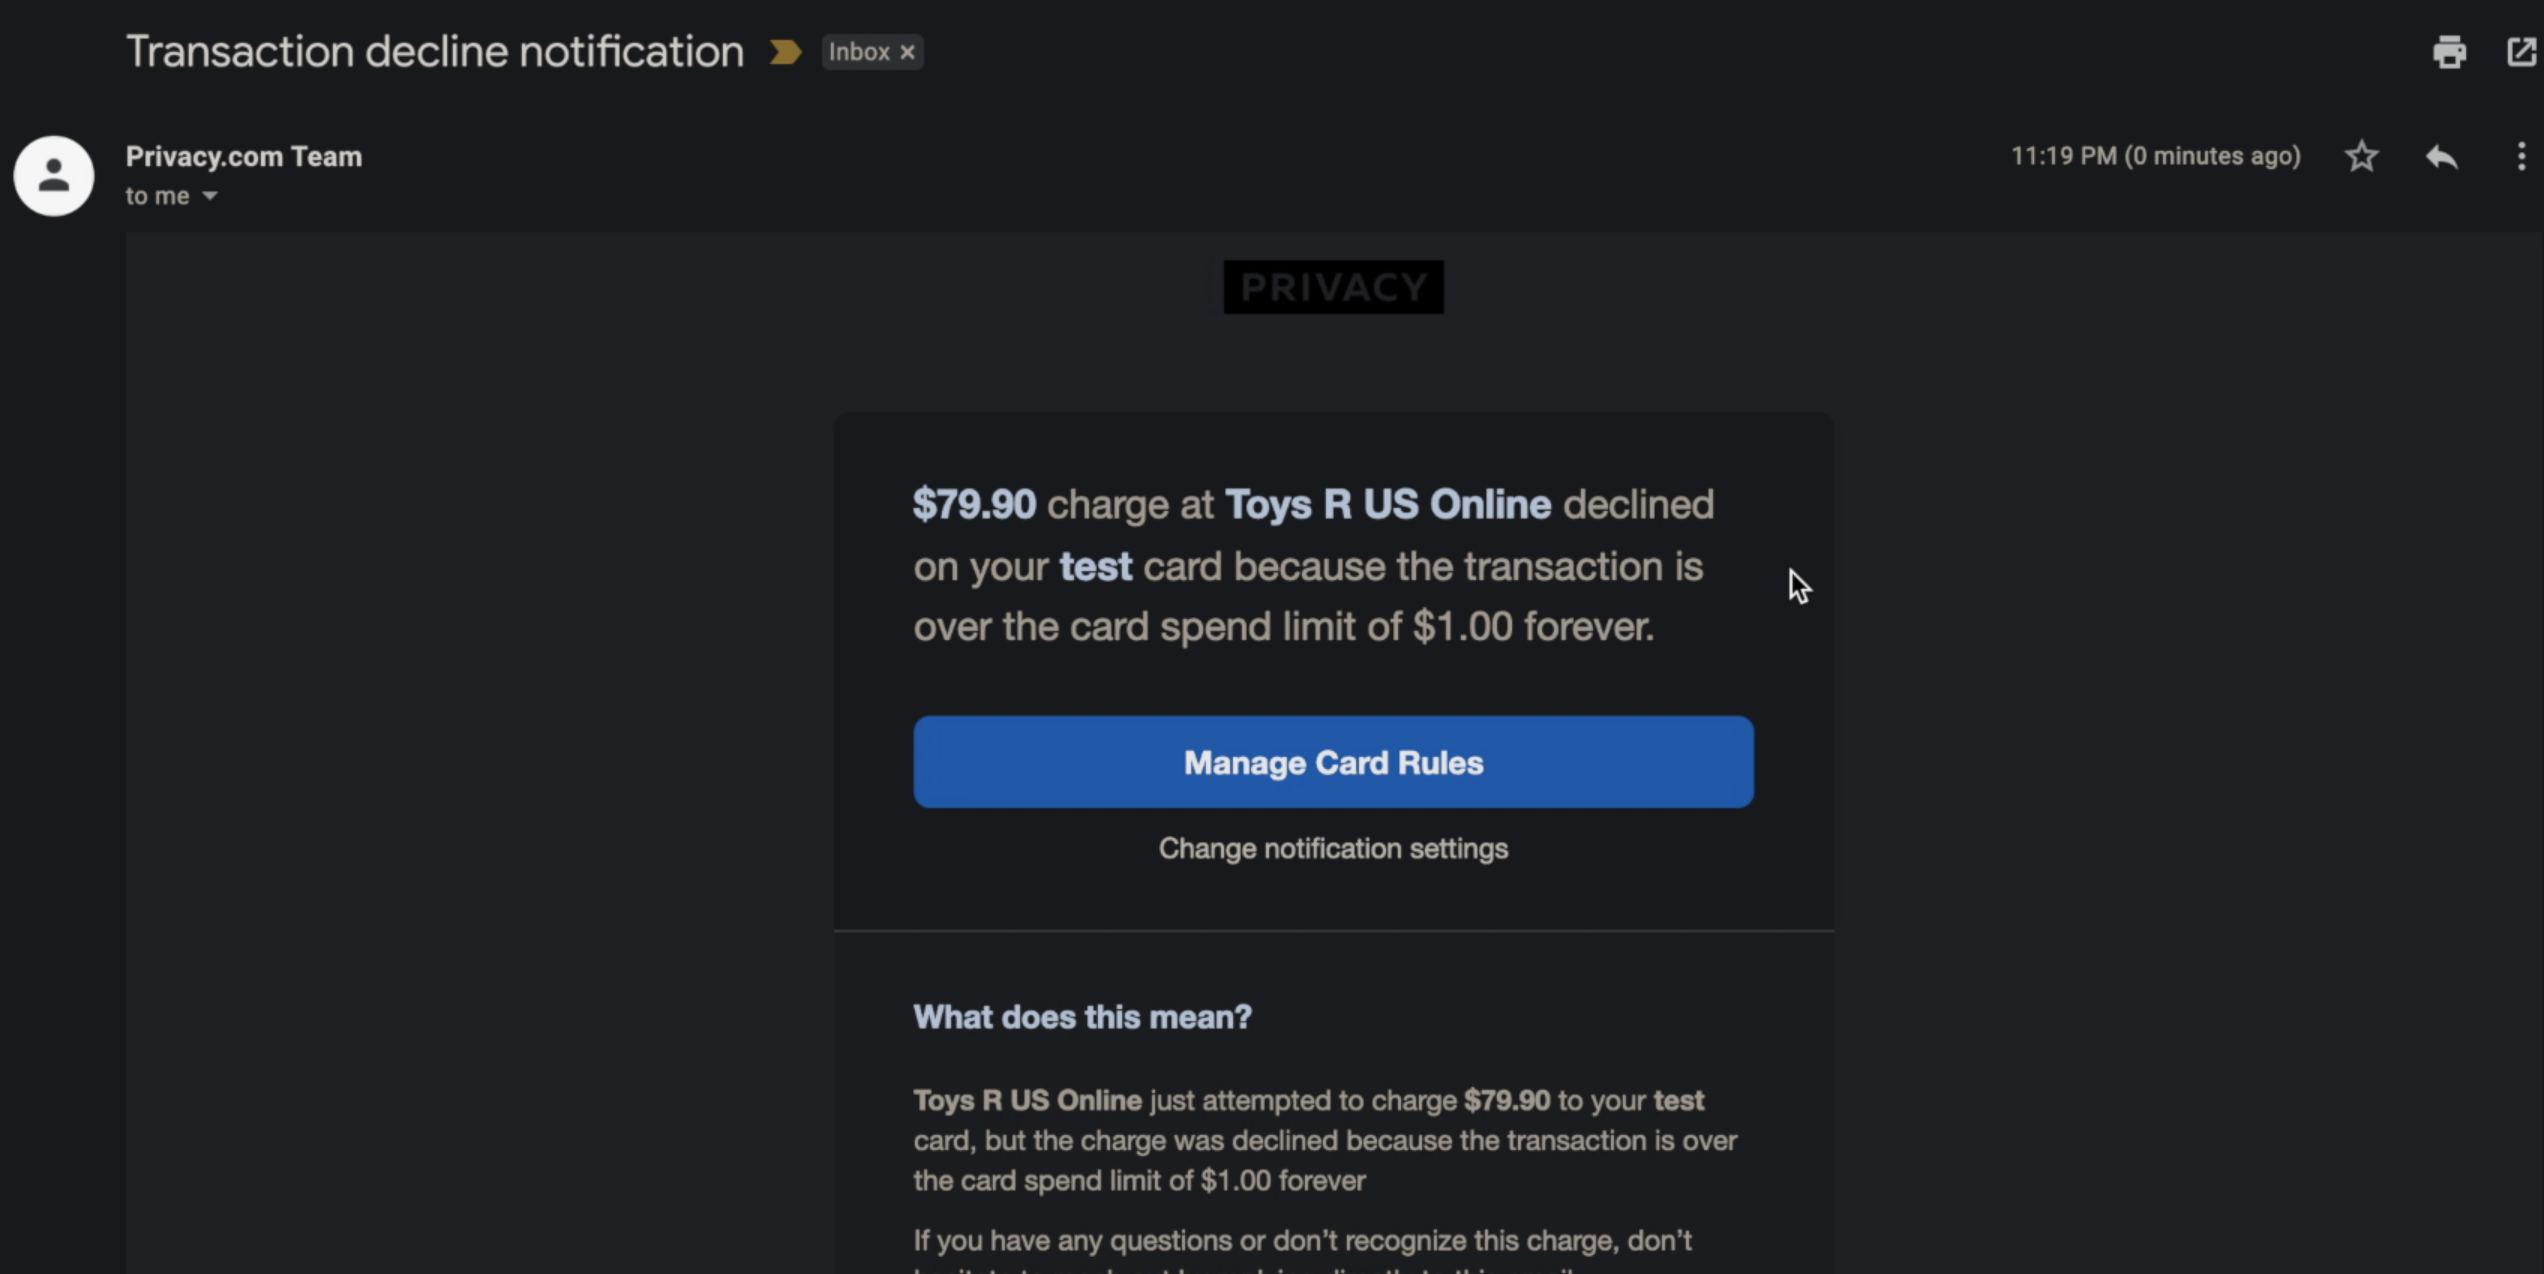 Transaction decline notification
Inbox ×
Privacy.com Team
11:19 PM (0 minutes ago)
to me
PRIVACY
$79.90 charge at Toys R US Online declined
on your test card because the transaction is
over the card spend limit of $1.00 forever.
Manage Card Rules
Change notification settings
What does this mean?
Toys R US Online just attempted to charge $79.90 to your test
card, but the charge was declined because the transaction is over
the card spend limit of $1.00 forever
If you have any questions or don’t recognize this charge, don’t